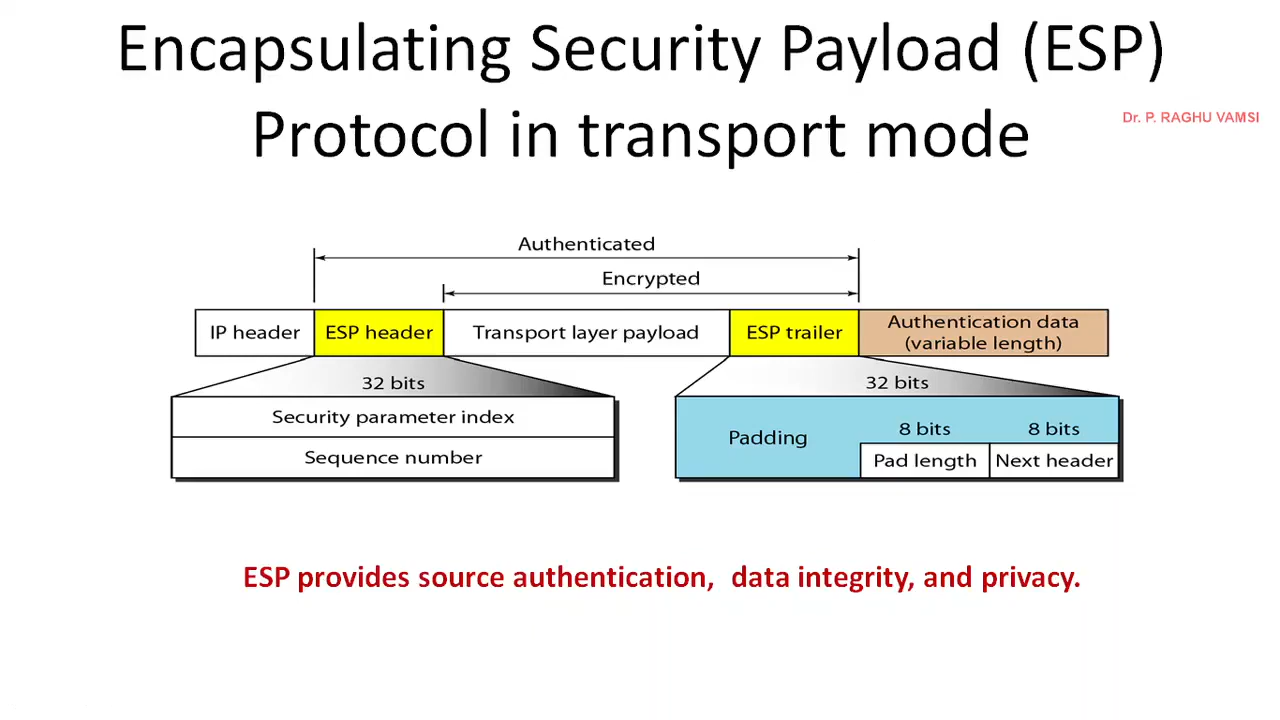 Encapsulating Security Payload (ESP)
Protocol in transport mode
Dr. P. RAGHU VAMSI
Authenticated
Encrypted
IP header
ESP header
Transport layer payload
ESP trailer
Authentication data
(variable length)
32 bits
Security parameter index
Sequence number
32 bits
Padding
8 bits
8 bits
Pad length
Next header
ESP provides source authentication,  data integrity, and privacy.